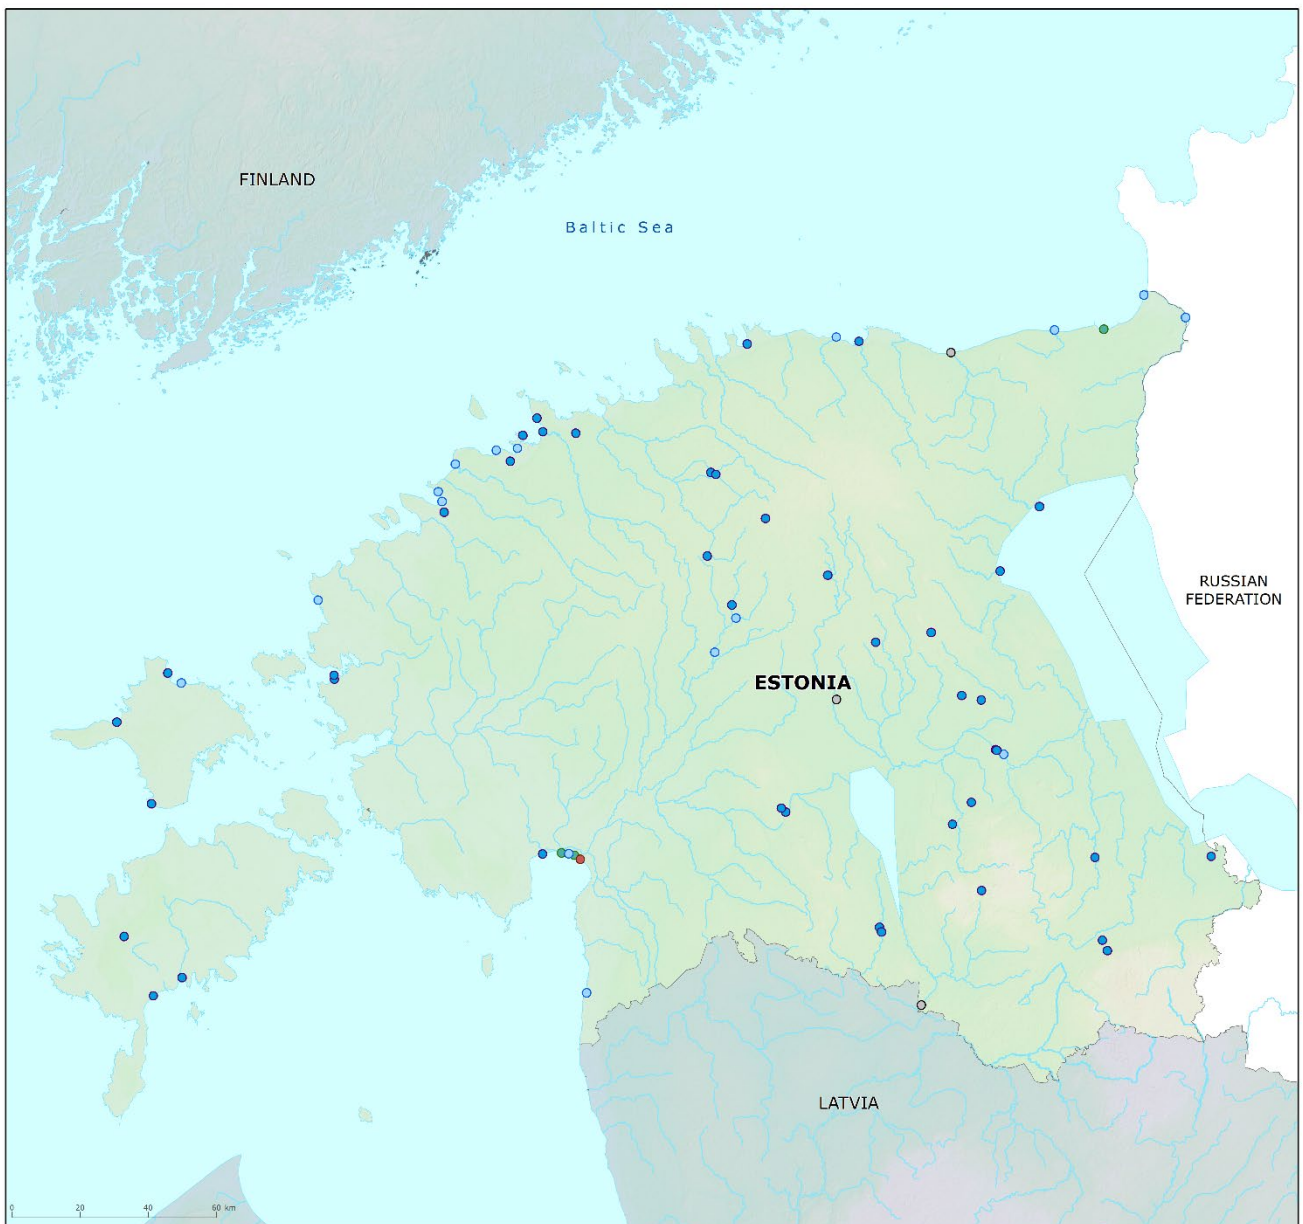 FINLAND
Baltic Sea
RUSSIAN
FEDERATION
ESTONIA
LATVIA
0 20 40 60 km